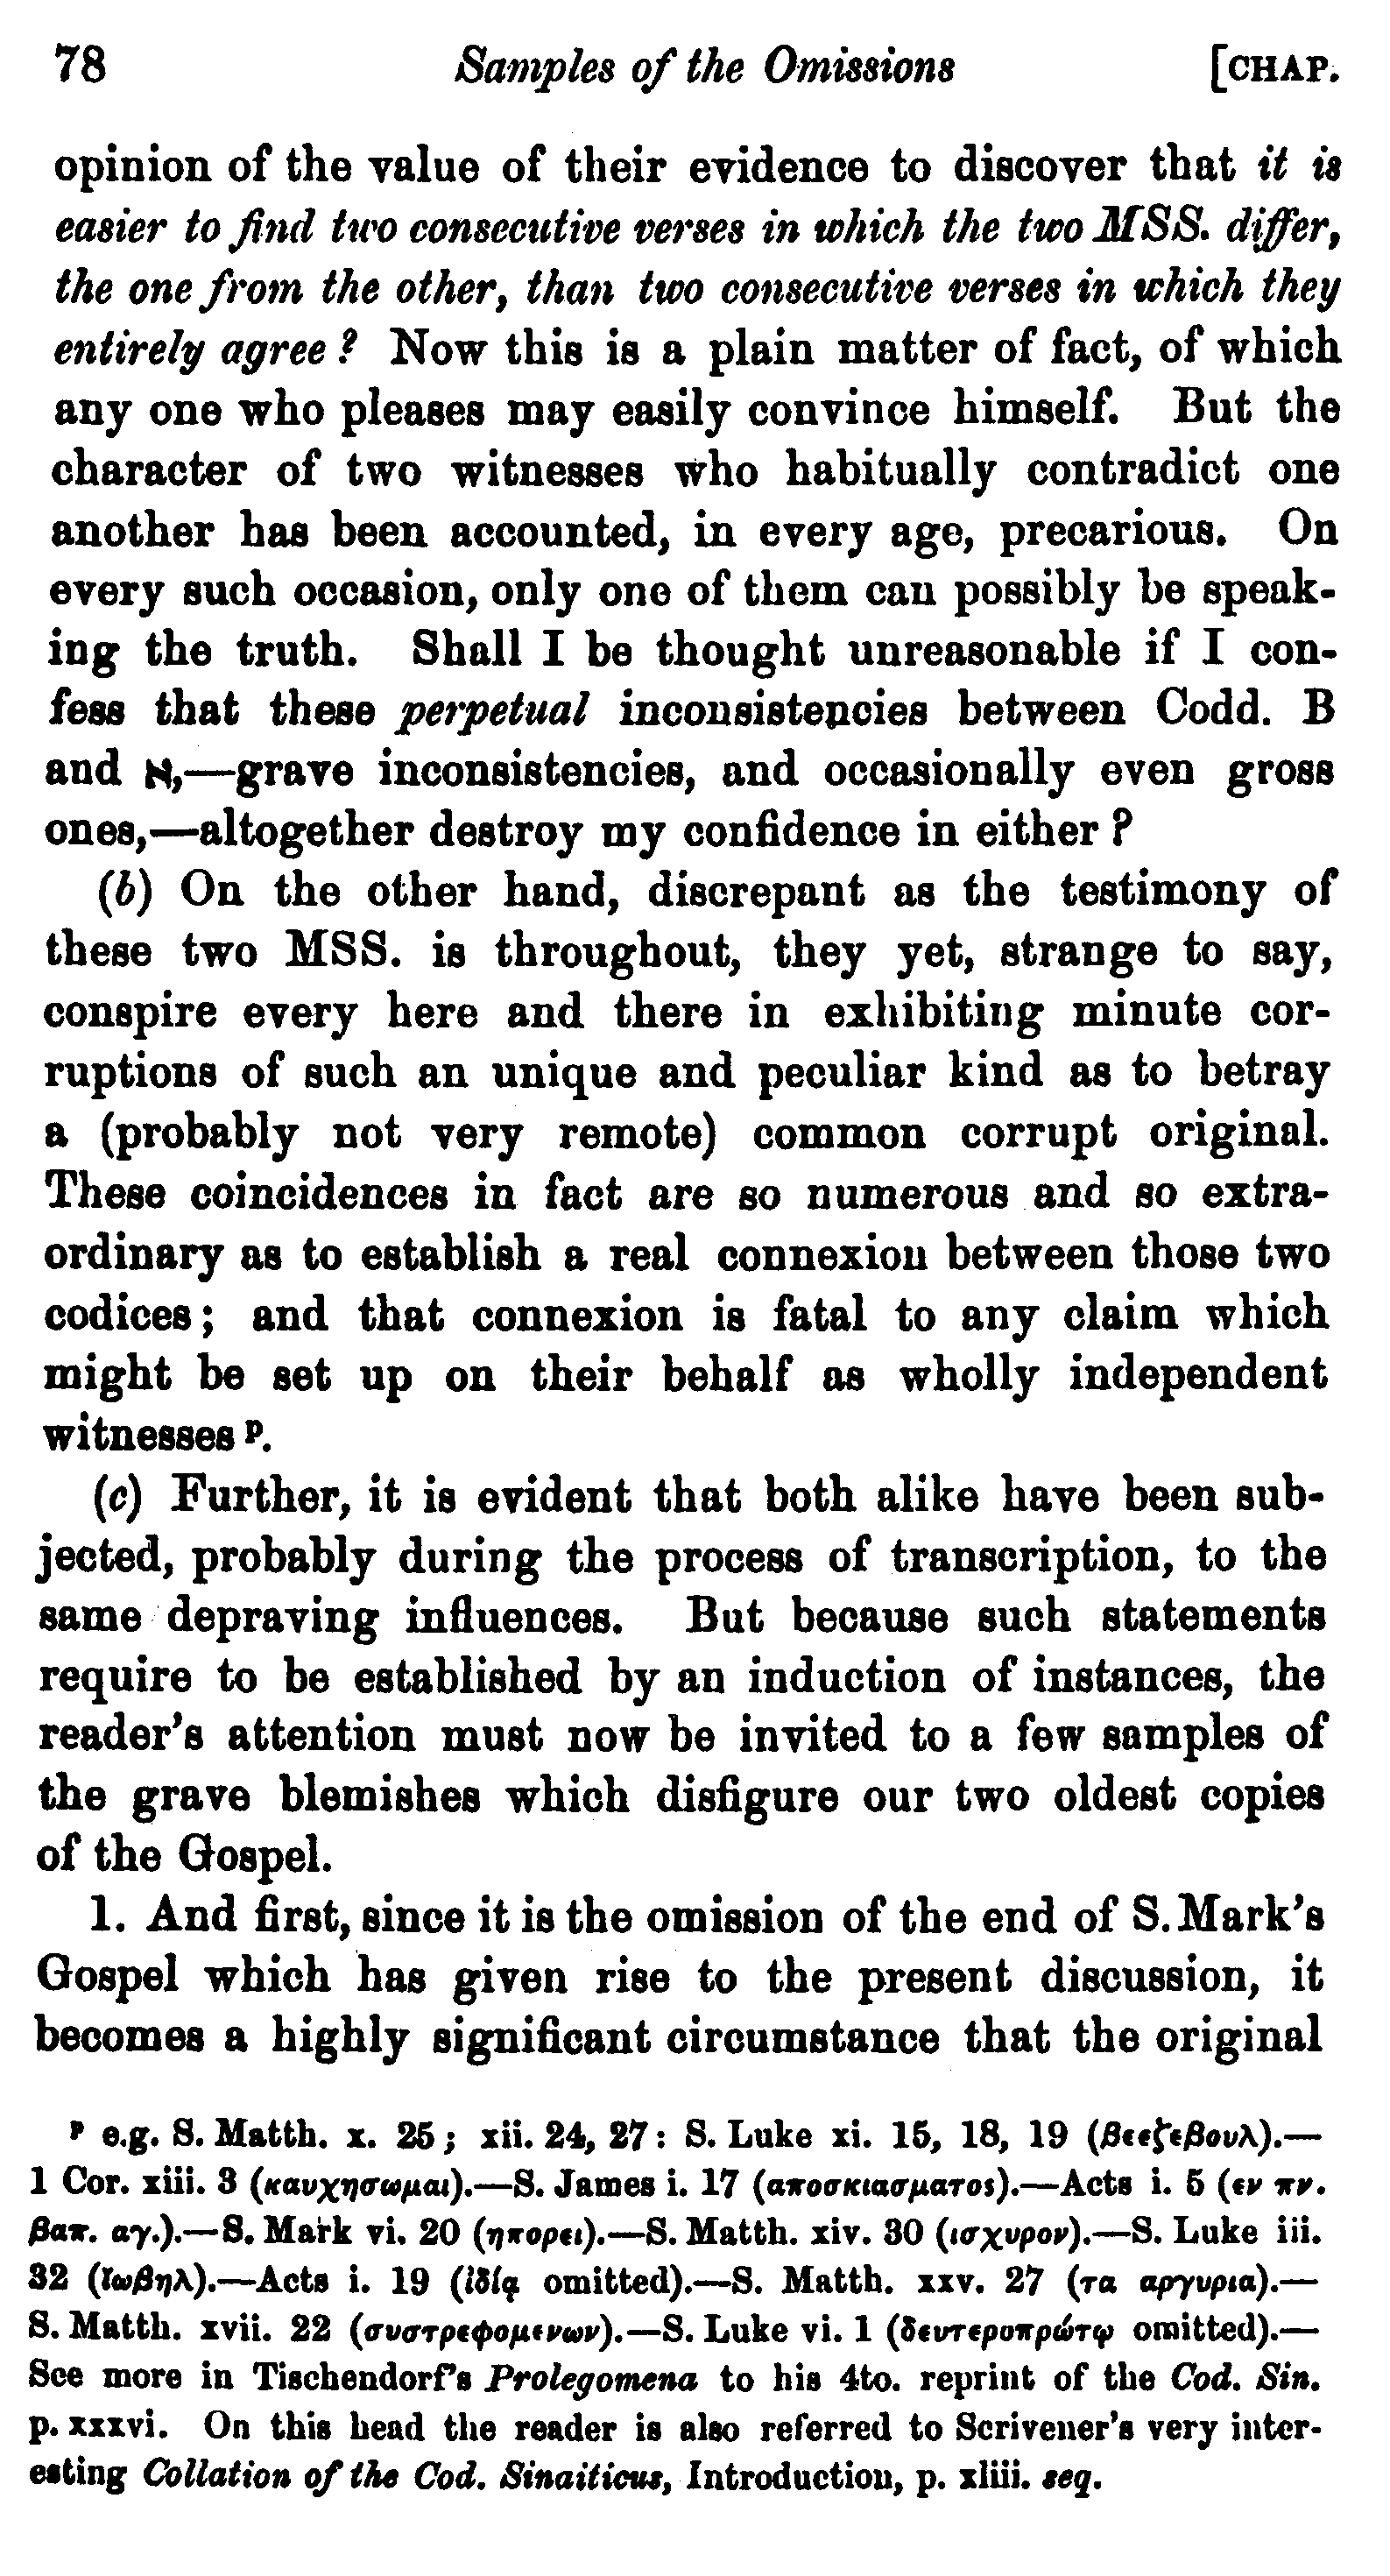 78 Samples of the Omissions [CHAP.
opinion of the value of their evidence to discover that it is
easier to find two consecutive verses in which the two MSS. differ,
the one from the other, than two consecutive verses in which they
entirely agree? Now this is a plain matter of fact, of which
any one who pleases may easily convince himself. But the
character of two witnesses who habitually contradict one
another has been accounted, in every age, precarious. On
every such occasion, only one of them can possibly be speak-
ing the truth. Shall I be thought unreasonable if I con-
fess that these perpetual inconsistencies between Codd. B
and א,—grave inconsistencies, and occasionally even gross
ones,—altogether destroy my confidence in either?
(b) On the other hand, discrepant as the testimony of
these two MSS. is throughout, they yet, strange to say,
conspire every here and there in exhibiting minute cor-
ruptions of such an unique and peculiar kind as to betray
a (probably not very remote) common corrupt original.
These coincidences in fact are so numerous and so extra-
ordinary as to establish a real connexion between those two
codices; and that connexion is fatal to any claim which
might be set up on their behalf as wholly independent
witnesses p.
(c) Further, it is evident that both alike have been sub-
jected, probably during the process of transcription, to the
same depraving influences. But because such statements
require to be established by an induction of instances, the
reader's attention must now be invited to a few samples of
the grave blemishes which disfigure our two oldest copies
of the Gospel.
1. And first, since it is the omission of the end of S. Mark's
Gospel which has given rise to the present discussion, it
becomes a highly significant circumstance that the original
p e.g. S. Matth. x. 25; xii. 24, 27: S. Luke xi. 15, 18, 19 (βεεζεβουλ).—
1 Cor. xiii. 3 (καυχησωμαι).—S. James i. 17 (αποσκιασματος).—Acts i. 5 (εν πν.
βαπ. αγ.).—S. Mark vi. 20 (ηπορει).—S. Matth. xiv. 30 (ισχυρον).—S. Luke iii.
32 (Ιωβηλ).—Acts i. 19 (ἰδίᾳ omitted).—S. Matth. xxv. 27 (τα αργυρια).—
S. Matth. xvii. 22 (συστρεφομενων).—S. Luke vi. 1 (δευτεροπρώτῳ omitted).—
See more in Tischendorf's Prolegomena to his 4to. reprint of the Cod. Sin.
p. xxxvi. On this head the reader is also referred to Scrivener's very inter-
esting Collation of the Cod. Sinaiticus, Introduction, p. xliii. seq.